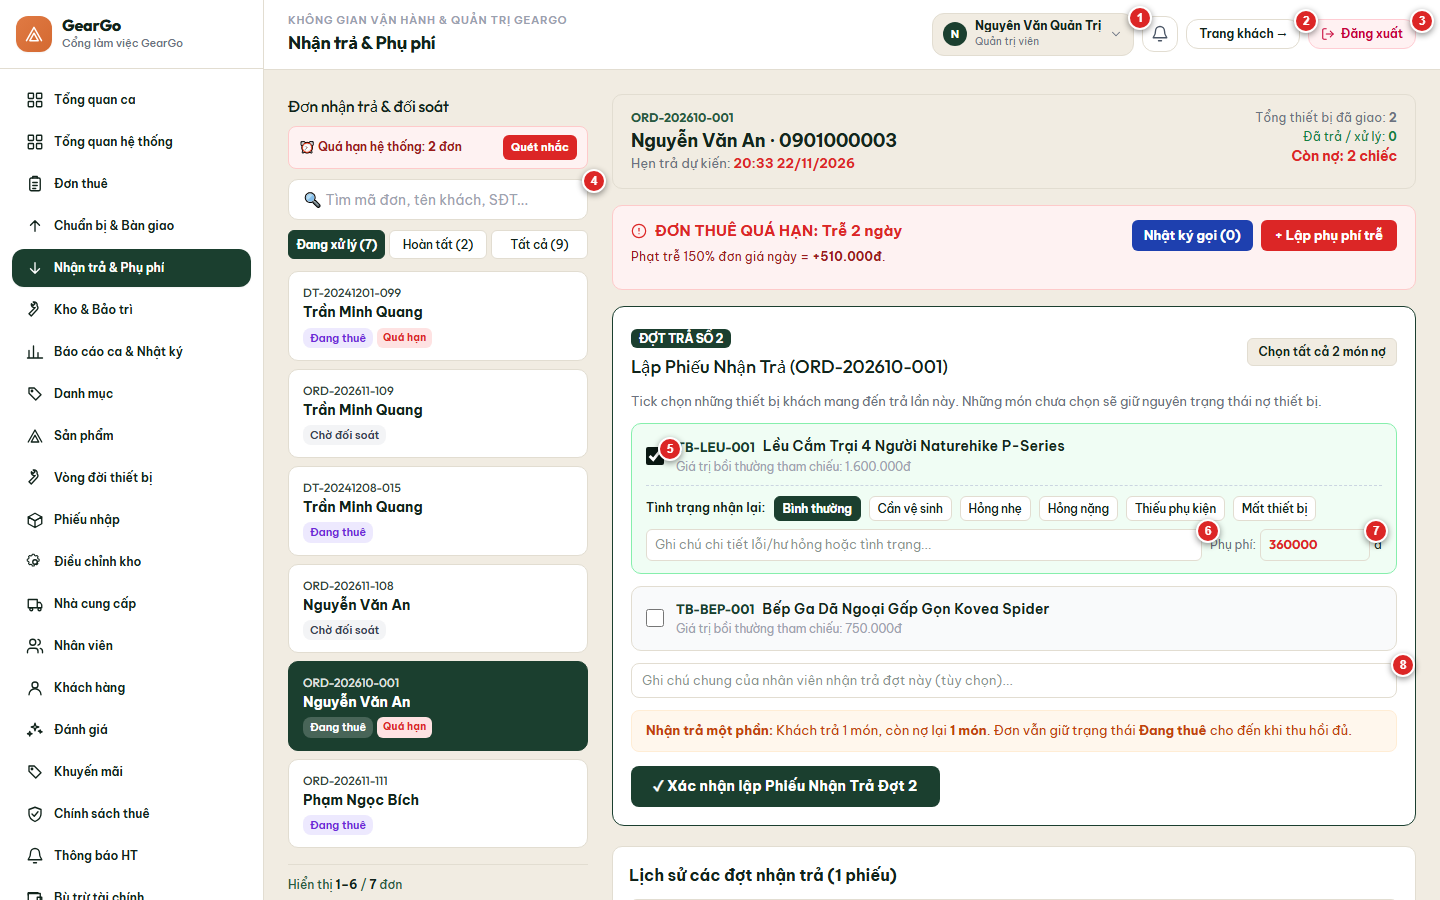 GearGo
Cổng làm việc GearGo
Tổng quan ca
Tổng quan hệ thống
Đơn thuê
Chuẩn bị & Bàn giao
Nhận trả & Phụ phí
Kho & Bảo trì
Báo cáo ca & Nhật ký
Danh mục
Sản phẩm
Vòng đời thiết bị
Phiếu nhập
Điều chỉnh kho
Nhà cung cấp
Nhân viên
Khách hàng
Đánh giá
Khuyến mãi
Chính sách thuê
Thông báo HT
Bù trừ tài chính
KHÔNG GIAN VẬN HÀNH & QUẢN TRỊ GEARGO
Nhận trả & Phụ phí
N
Nguyễn Văn Quản Trị
Quản trị viên
1
Trang khách →
2
Đăng xuất
3
Đơn nhận trả & đối soát
Quá hạn hệ thống: 2 đơn
Quét nhắc
4
Tìm mã đơn, tên khách, SĐT...
Đang xử lý (7)
Hoàn tất (2)
Tất cả (9)
DT-20241201-099
Trần Minh Quang
Đang thuê
Quá hạn
ORD-202611-109
Trần Minh Quang
Chờ đối soát
DT-20241208-015
Trần Minh Quang
Đang thuê
ORD-202611-108
Nguyễn Văn An
Chờ đối soát
ORD-202610-001
Nguyễn Văn An
Đang thuê
Quá hạn
ORD-202611-111
Phạm Ngọc Bích
Đang thuê
Hiển thị 1–6 / 7 đơn
ORD-202610-001
Nguyễn Văn An · 0901000003
Hẹn trả dự kiến: 20:33 22/11/2026
Tổng thiết bị đã giao: 2
Đã trả / xử lý: 0
Còn nợ: 2 chiếc
ĐƠN THUÊ QUÁ HẠN: Trễ 2 ngày
Phạt trễ 150% đơn giá ngày = +510.000đ.
Nhật ký gọi (0)
+ Lập phụ phí trễ
ĐỢT TRẢ SỐ 2
Lập Phiếu Nhận Trả (ORD-202610-001)
Chọn tất cả 2 món nợ
Tick chọn những thiết bị khách mang đến trả lần này. Những món chưa chọn sẽ giữ nguyên trạng thái nợ thiết bị.
5
TB-LEU-001 Lều Cắm Trại 4 Người Naturehike P-Series
Giá trị bồi thường tham chiếu: 1.600.000đ
Tình trạng nhận lại:
Bình thường
Cần vệ sinh
Hỏng nhẹ
Hỏng nặng
Thiếu phụ kiện
Mất thiết bị
Ghi chú chi tiết lỗi/hư hỏng hoặc tình trạng...
6
Phụ phí:
360000
7
đ
TB-BEP-001 Bếp Ga Dã Ngoại Gấp Gọn Kovea Spider
Giá trị bồi thường tham chiếu: 750.000đ
8
Ghi chú chung của nhân viên nhận trả đợt này (tùy chọn)...
Nhận trả một phần: Khách trả 1 món, còn nợ lại 1 món. Đơn vẫn giữ trạng thái Đang thuê cho đến khi thu hồi đủ.
✓ Xác nhận lập Phiếu Nhận Trả Đợt 2
Lịch sử các đợt nhận trả (1 phiếu)